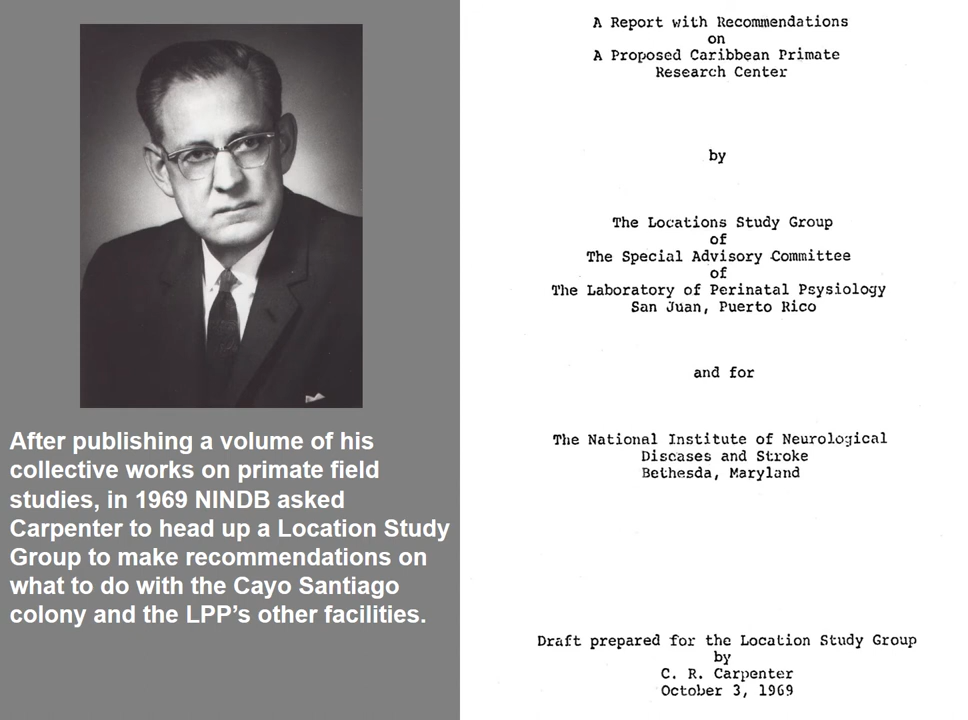 After publishing a volume of his
collective works on primate field
studies, in 1969 NINDB asked
Carpenter to head up a Location Study
Group to make recommendations on
what to do with the Cayo Santiago
colony and the LPP’s other facilities.
A Report with Recommendations
on
A Proposed Caribbean Primate
Research Center
by
The Locations Study Group
of
The Special Advisory Committee
of
The Laboratory of Perinatal Psysiology
San Juan, Puerto Rico
and for
The National Institute of Neurological
Diseases and Stroke
Bethesda, Maryland
Draft prepared for the Location Study Group
by
C. R. Carpenter
October 3, 1969